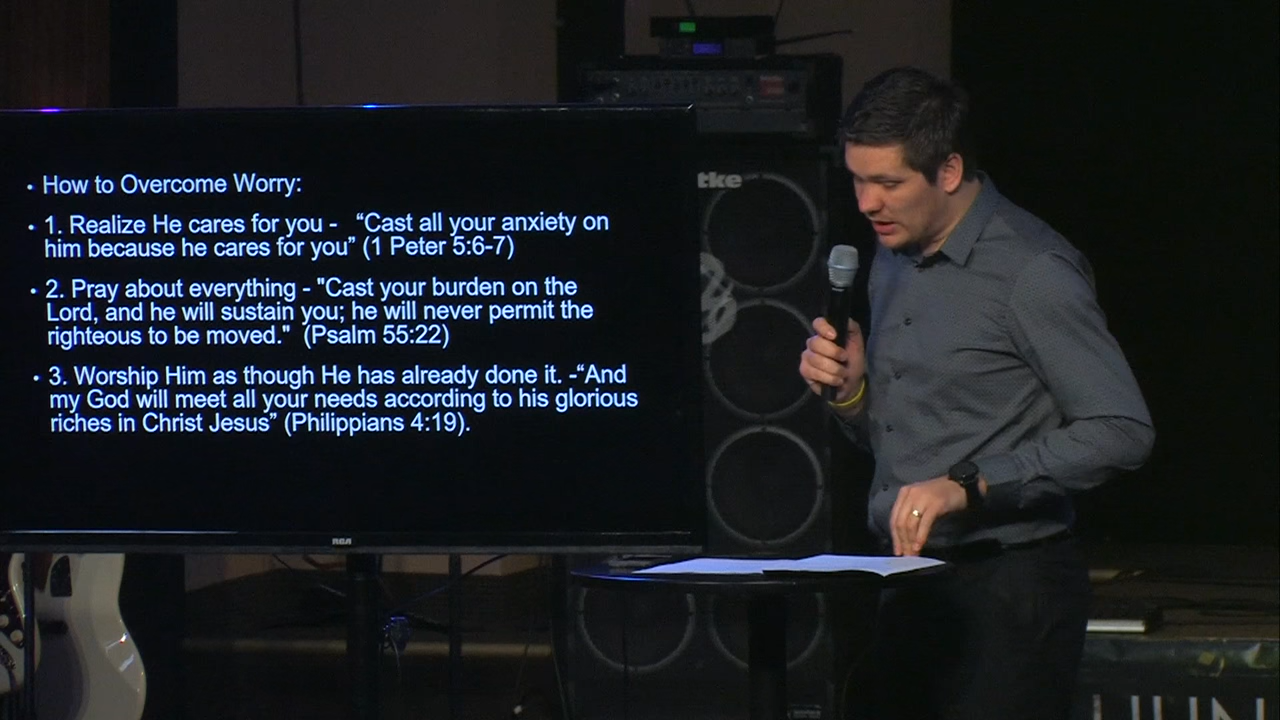 • How to Overcome Worry:
• 1. Realize He cares for you - “Cast all your anxiety on
him because he cares for you” (1 Peter 5:6-7)
• 2. Pray about everything - "Cast your burden on the
Lord, and he will sustain you; he will never permit the
righteous to be moved." (Psalm 55:22)
• 3. Worship Him as though He has already done it. -“And
my God will meet all your needs according to his glorious
riches in Christ Jesus” (Philippians 4:19).
RCA
tke